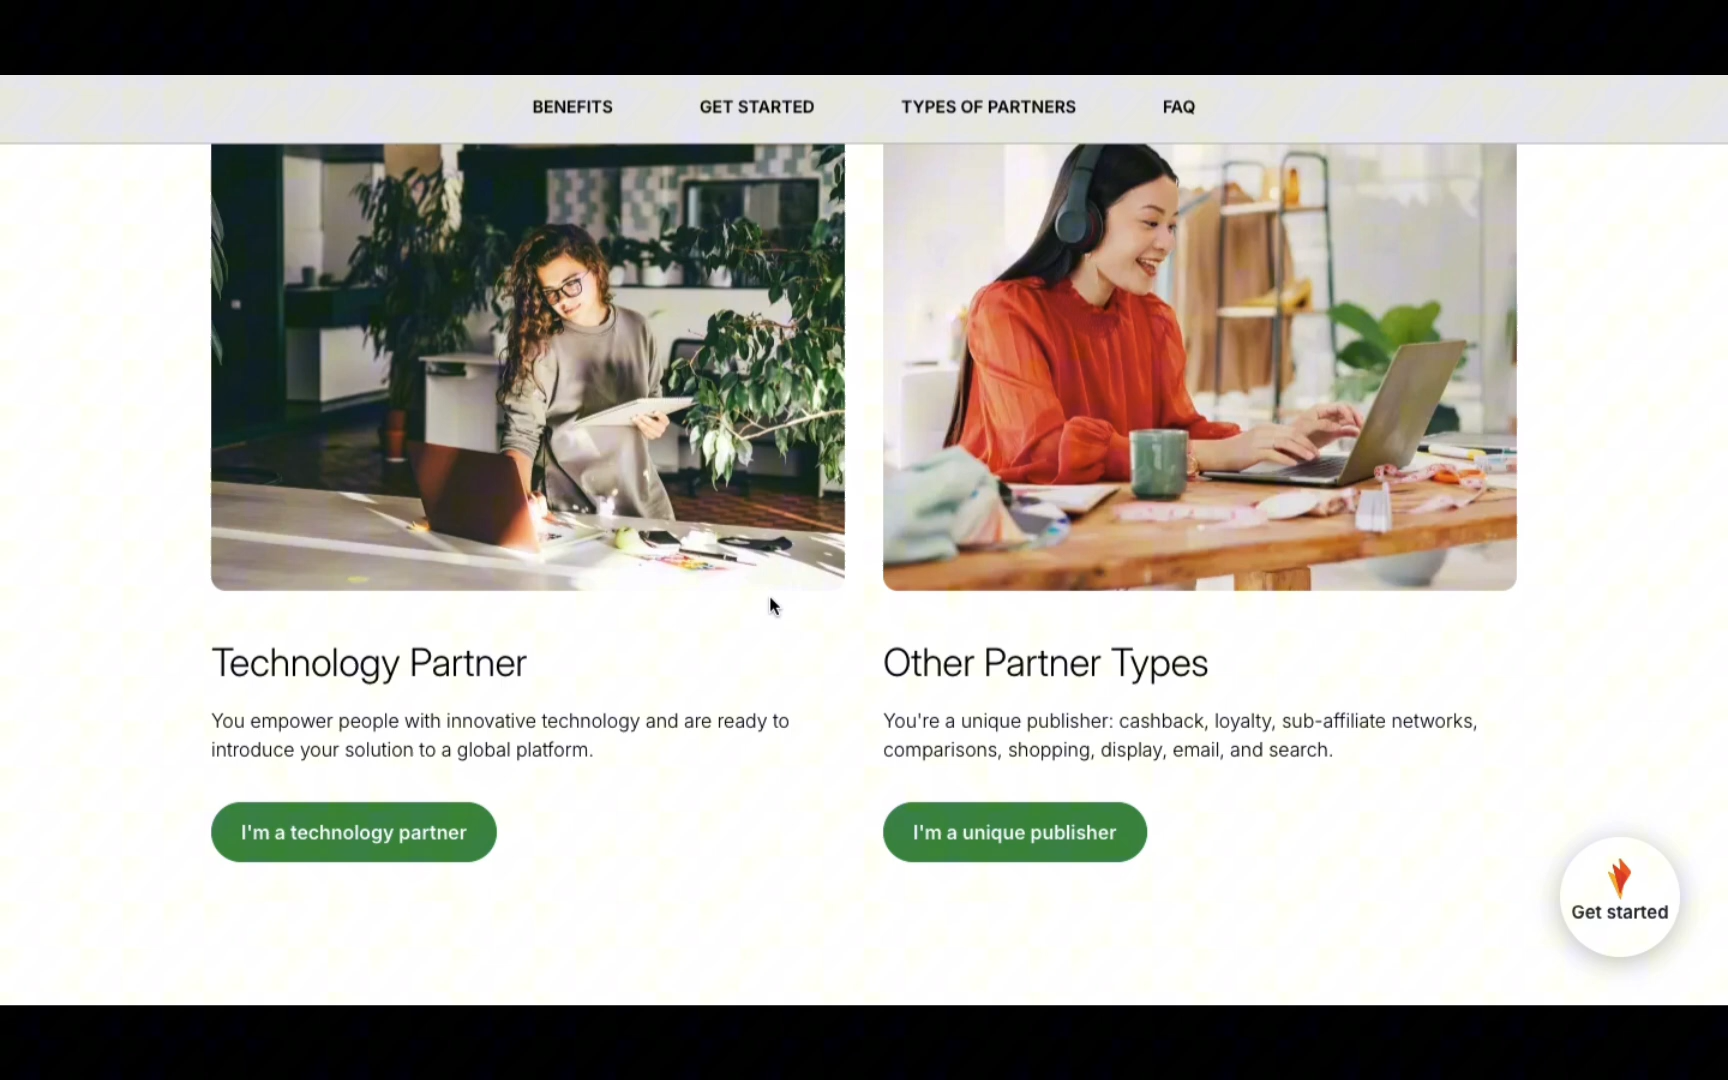 BENEFITS
GET STARTED
TYPES OF PARTNERS
FAQ
Technology Partner
You empower people with innovative technology and are ready to
introduce your solution to a global platform.
I'm a technology partner
Other Partner Types
You're a unique publisher: cashback, loyalty, sub-affiliate networks,
comparisons, shopping, display, email, and search.
I'm a unique publisher
Get started